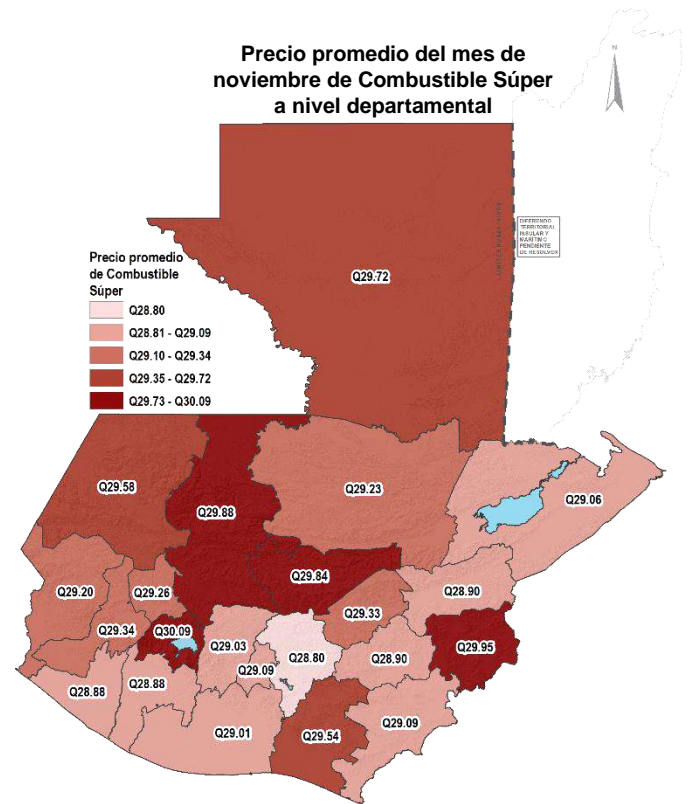 Precio promedio del mes de
noviembre de Combustible Súper
a nivel departamental
N
DIFERENDO
TERRITORIAL
INSULAR Y
MARÍTIMO
PENDIENTE
DE RESOLVER
Q29.72
Precio promedio
de Combustible
Súper
Q28.80
Q28.81 - Q29.09
Q29.10 - Q29.34
Q29.35 - Q29.72
Q29.73 - Q30.09
Q29.58
Q29.88
Q29.23
Q29.06
Q29.20
Q29.26
Q29.84
Q28.90
Q29.33
Q29.34
Q30.09
Q29.03
Q29.09
Q28.80
Q28.90
Q29.95
Q28.88
Q28.88
Q29.01
Q29.54
Q29.09